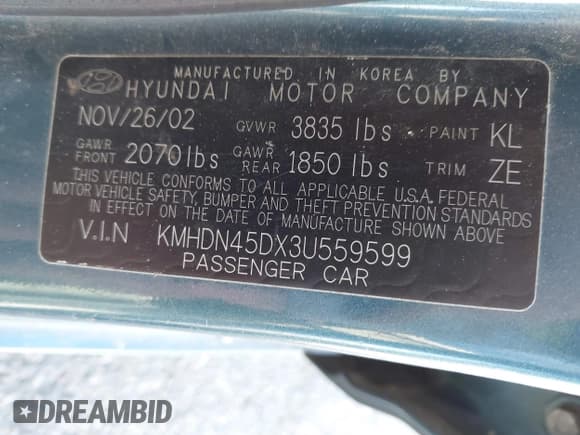 MANUFACTURED IN KOREA BY
HYUNDAI MOTOR COMPANY
NOV/26/02 GVWR 3835 lbs PAINT KL
GAWR FRONT 2070 lbs GAWR REAR 1850 lbs TRIM ZE
THIS VEHICLE CONFORMS TO ALL APPLICABLE U.S.A. FEDERAL
MOTOR VEHICLE SAFETY, BUMPER AND THEFT PREVENTION STANDARDS
IN EFFECT ON THE DATE OF MANUFACTURE SHOWN ABOVE
V.I.N KMHDN45DX3U559599
PASSENGER CAR
DREAMBID